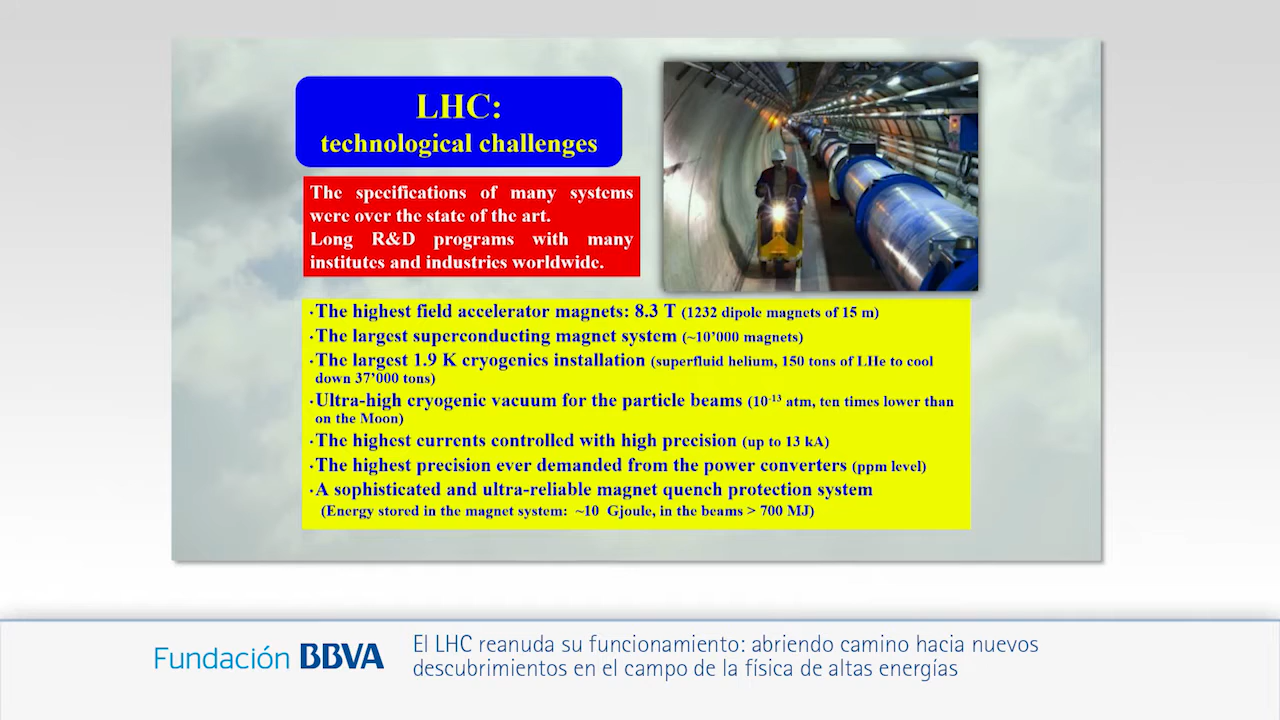 LHC:
technological challenges
The specifications of many systems
were over the state of the art.
Long R&D programs with many
institutes and industries worldwide.
·The highest field accelerator magnets: 8.3 T (1232 dipole magnets of 15 m)
·The largest superconducting magnet system (~10’000 magnets)
·The largest 1.9 K cryogenics installation (superfluid helium, 150 tons of LHe to cool
down 37’000 tons)
·Ultra-high cryogenic vacuum for the particle beams (10⁻¹³ atm, ten times lower than
on the Moon)
·The highest currents controlled with high precision (up to 13 kA)
·The highest precision ever demanded from the power converters (ppm level)
·A sophisticated and ultra-reliable magnet quench protection system
(Energy stored in the magnet system: ~10 Gjoule, in the beams > 700 MJ)
Fundación BBVA
El LHC reanuda su funcionamiento: abriendo camino hacia nuevos
descubrimientos en el campo de la física de altas energías